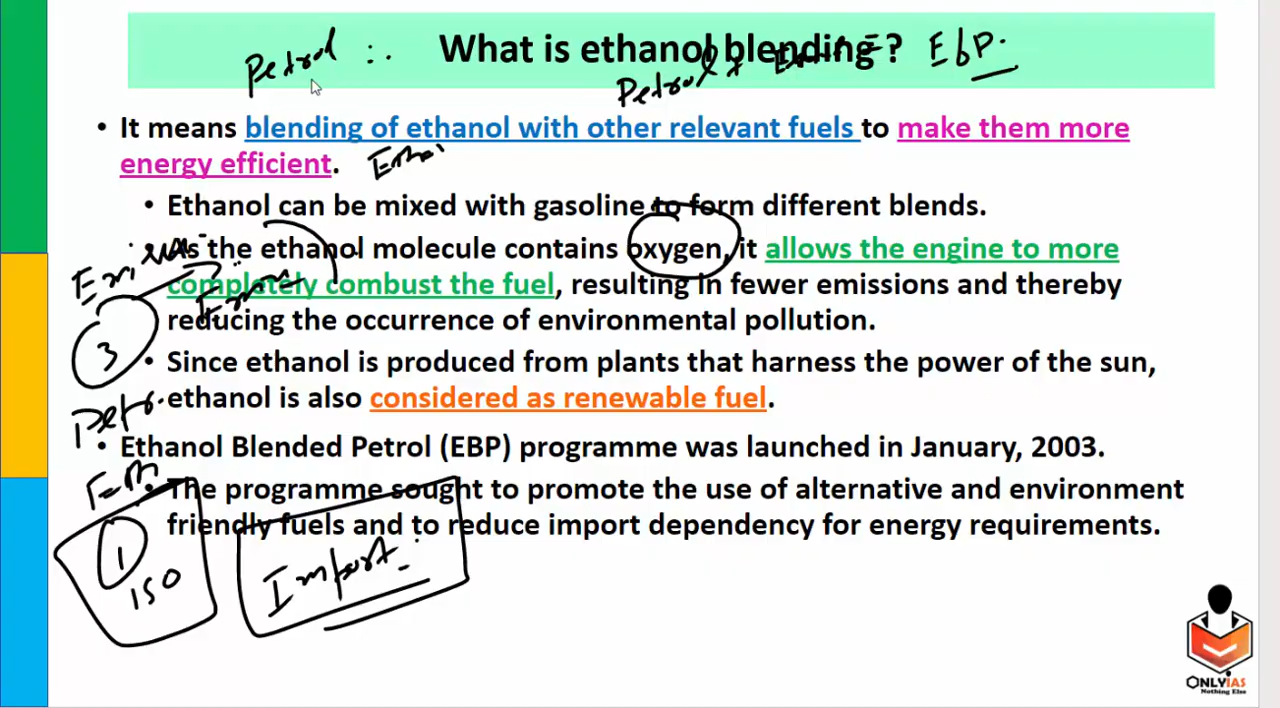 Petrol :. What is ethanol blending? EbP.
Petrol +
• It means blending of ethanol with other relevant fuels to make them more
energy efficient.
• Ethanol can be mixed with gasoline to form different blends.
As the ethanol molecule contains oxygen, it allows the engine to more
completely combust the fuel, resulting in fewer emissions and thereby
reducing the occurrence of environmental pollution.
3
• Since ethanol is produced from plants that harness the power of the sun,
ethanol is also considered as renewable fuel.
Petro
• Ethanol Blended Petrol (EBP) programme was launched in January, 2003.
• The programme sought to promote the use of alternative and environment
friendly fuels and to reduce import dependency for energy requirements.
1
Import
ONLYIAS
Nothing Else